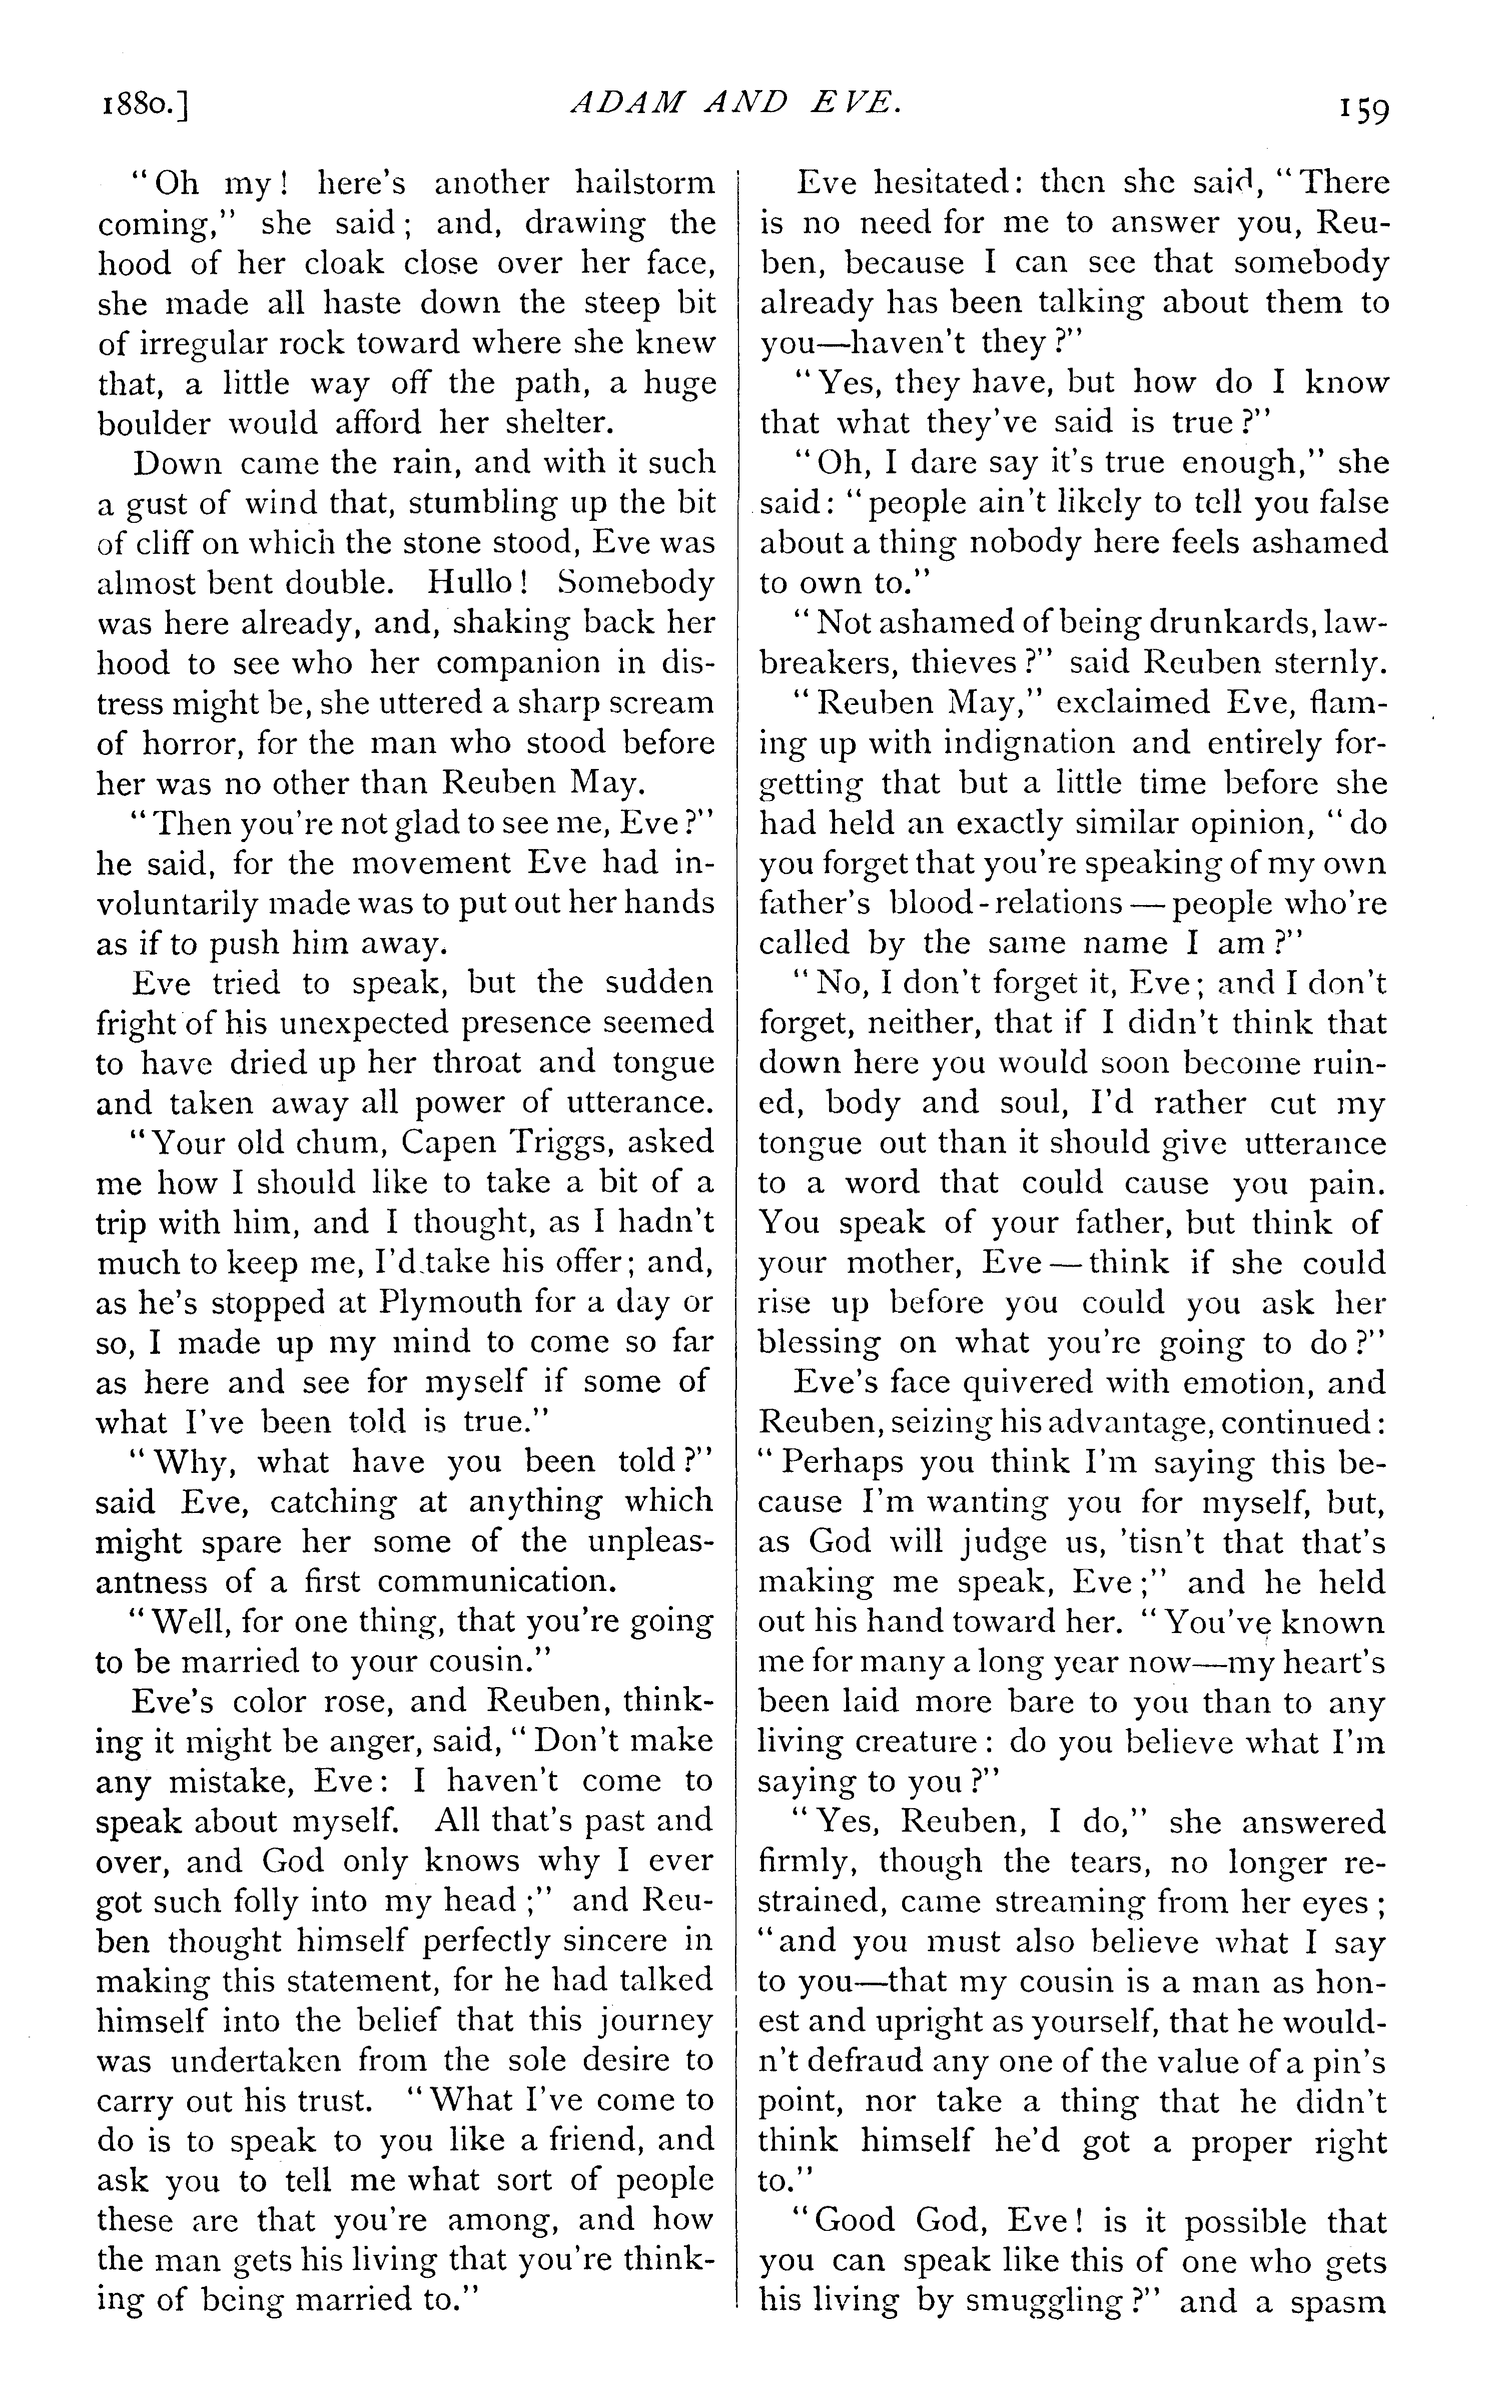 1880.] ADAM AND EVE. 159
"Oh my! here's another hailstorm
coming," she said; and, drawing the
hood of her cloak close over her face,
she made all haste down the steep bit
of irregular rock toward where she knew
that, a little way off the path, a huge
boulder would afford her shelter.
Down came the rain, and with it such
a gust of wind that, stumbling up the bit
of cliff on which the stone stood, Eve was
almost bent double. Hullo! Somebody
was here already, and, shaking back her
hood to see who her companion in dis-
tress might be, she uttered a sharp scream
of horror, for the man who stood before
her was no other than Reuben May.
"Then you're not glad to see me, Eve?"
he said, for the movement Eve had in-
voluntarily made was to put out her hands
as if to push him away.
Eve tried to speak, but the sudden
fright of his unexpected presence seemed
to have dried up her throat and tongue
and taken away all power of utterance.
"Your old chum, Capen Triggs, asked
me how I should like to take a bit of a
trip with him, and I thought, as I hadn't
much to keep me, I'd take his offer; and,
as he's stopped at Plymouth for a day or
so, I made up my mind to come so far
as here and see for myself if some of
what I've been told is true."
"Why, what have you been told?"
said Eve, catching at anything which
might spare her some of the unpleas-
antness of a first communication.
"Well, for one thing, that you're going
to be married to your cousin."
Eve's color rose, and Reuben, think-
ing it might be anger, said, "Don't make
any mistake, Eve: I haven't come to
speak about myself. All that's past and
over, and God only knows why I ever
got such folly into my head;" and Reu-
ben thought himself perfectly sincere in
making this statement, for he had talked
himself into the belief that this journey
was undertaken from the sole desire to
carry out his trust. "What I've come to
do is to speak to you like a friend, and
ask you to tell me what sort of people
these are that you're among, and how
the man gets his living that you're think-
ing of being married to."
Eve hesitated: then she said, "There
is no need for me to answer you, Reu-
ben, because I can see that somebody
already has been talking about them to
you—haven't they?"
"Yes, they have, but how do I know
that what they've said is true?"
"Oh, I dare say it's true enough," she
said: "people ain't likely to tell you false
about a thing nobody here feels ashamed
to own to."
"Not ashamed of being drunkards, law-
breakers, thieves?" said Reuben sternly.
"Reuben May," exclaimed Eve, flam-
ing up with indignation and entirely for-
getting that but a little time before she
had held an exactly similar opinion, "do
you forget that you're speaking of my own
father's blood-relations—people who're
called by the same name I am?"
"No, I don't forget it, Eve; and I don't
forget, neither, that if I didn't think that
down here you would soon become ruin-
ed, body and soul, I'd rather cut my
tongue out than it should give utterance
to a word that could cause you pain.
You speak of your father, but think of
your mother, Eve—think if she could
rise up before you could you ask her
blessing on what you're going to do?"
Eve's face quivered with emotion, and
Reuben, seizing his advantage, continued:
"Perhaps you think I'm saying this be-
cause I'm wanting you for myself, but,
as God will judge us, 'tisn't that that's
making me speak, Eve;" and he held
out his hand toward her. "You've known
me for many a long year now—my heart's
been laid more bare to you than to any
living creature: do you believe what I'm
saying to you?"
"Yes, Reuben, I do," she answered
firmly, though the tears, no longer re-
strained, came streaming from her eyes;
"and you must also believe what I say
to you—that my cousin is a man as hon-
est and upright as yourself, that he would-
n't defraud any one of the value of a pin's
point, nor take a thing that he didn't
think himself he'd got a proper right
to."
"Good God, Eve! is it possible that
you can speak like this of one who gets
his living by smuggling?" and a spasm